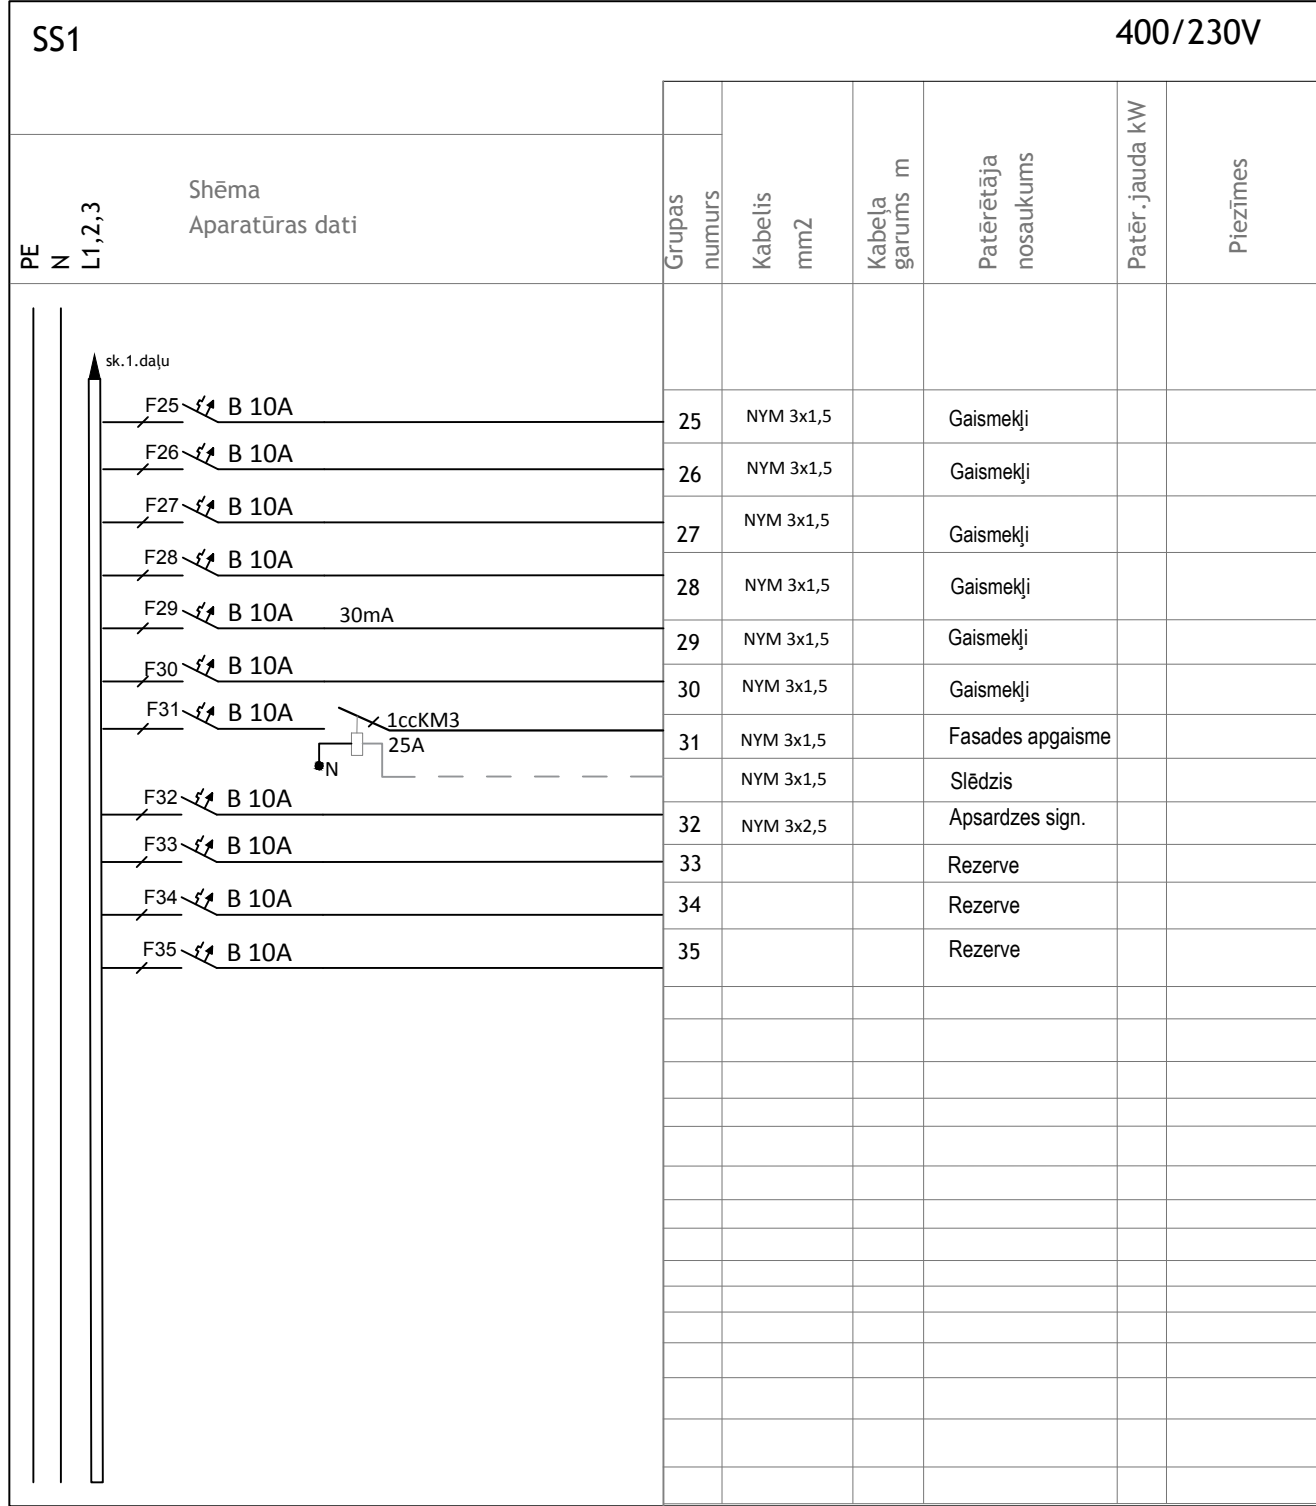 SS1
400/230V
PE
N
L1,2,3
Shēma
Aparatūras dati
Grupas
numurs
Kabelis
mm2
Kabeļa
garums m
Patērētāja
nosaukums
Patēr.jauda kW
Piezīmes
sk.1.daļu
F25 B 10A 25 NYM 3x1,5 Gaismekļi
F26 B 10A 26 NYM 3x1,5 Gaismekļi
F27 B 10A 27 NYM 3x1,5 Gaismekļi
F28 B 10A 28 NYM 3x1,5 Gaismekļi
F29 B 10A 30mA 29 NYM 3x1,5 Gaismekļi
F30 B 10A 30 NYM 3x1,5 Gaismekļi
F31 B 10A 1ccKM3 31 NYM 3x1,5 Fasades apgaisme
25A
N
NYM 3x1,5 Slēdzis
F32 B 10A 32 NYM 3x2,5 Apsardzes sign.
F33 B 10A 33 Rezerve
F34 B 10A 34 Rezerve
F35 B 10A 35 Rezerve